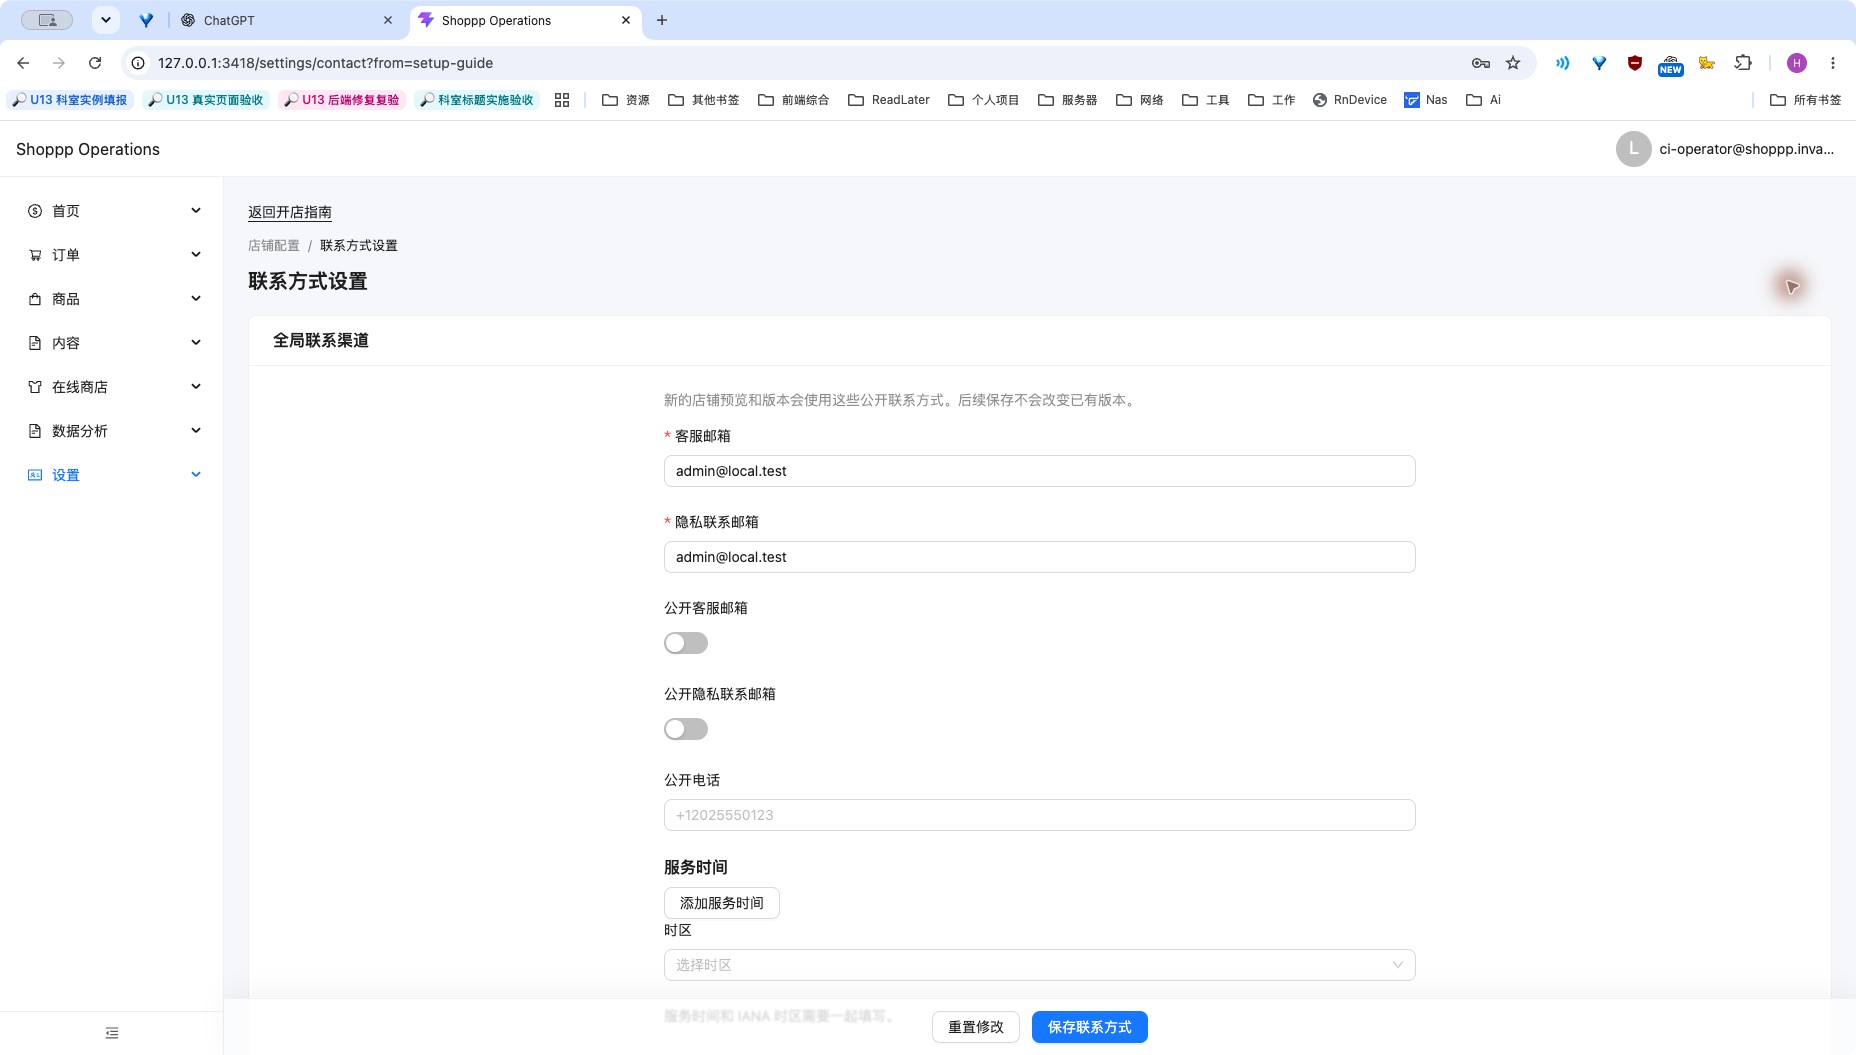 ChatGPT
Shoppp Operations
127.0.0.1:3418/settings/contact?from=setup-guide
NEW
H
U13 科室实例填报
U13 真实页面验收
U13 后端修复复验
科室标题实施验收
资源
其他书签
前端综合
ReadLater
个人项目
服务器
网络
工具
工作
RnDevice
Nas
Ai
所有书签
Shoppp Operations
L
ci-operator@shoppp.inva...
首页
订单
商品
内容
在线商店
数据分析
设置
返回开店指南
店铺配置 / 联系方式设置
联系方式设置
全局联系渠道
新的店铺预览和版本会使用这些公开联系方式。后续保存不会改变已有版本。
* 客服邮箱
admin@local.test
* 隐私联系邮箱
admin@local.test
公开客服邮箱
公开隐私联系邮箱
公开电话
+12025550123
服务时间
添加服务时间
时区
选择时区
服务时间和 IANA 时区需要一起填写。
重置修改
保存联系方式